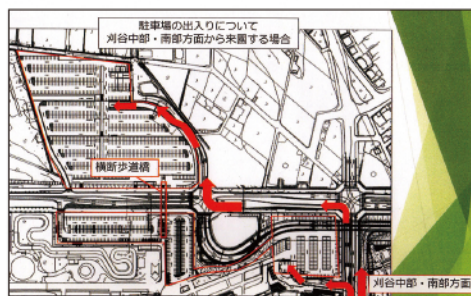 駐車場の出入りについて
刈谷中部・南部方面から来園する場合
横断歩道橋
刈谷中部・南部方面